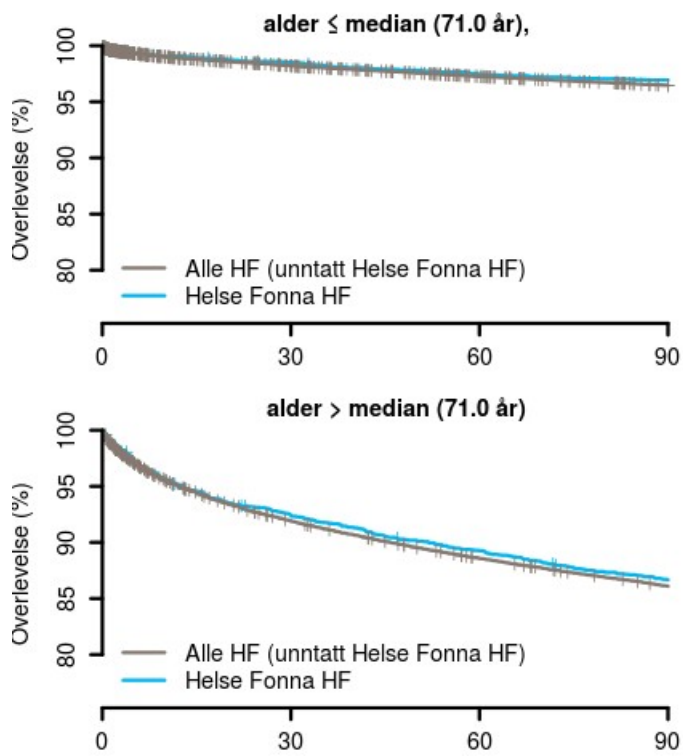 alder ≤ median (71.0 år),
Overlevelse (%)
100
95
90
85
80
Alle HF (unntatt Helse Fonna HF)
Helse Fonna HF
0 30 60 90
alder > median (71.0 år)
Overlevelse (%)
100
95
90
85
80
Alle HF (unntatt Helse Fonna HF)
Helse Fonna HF
0 30 60 90